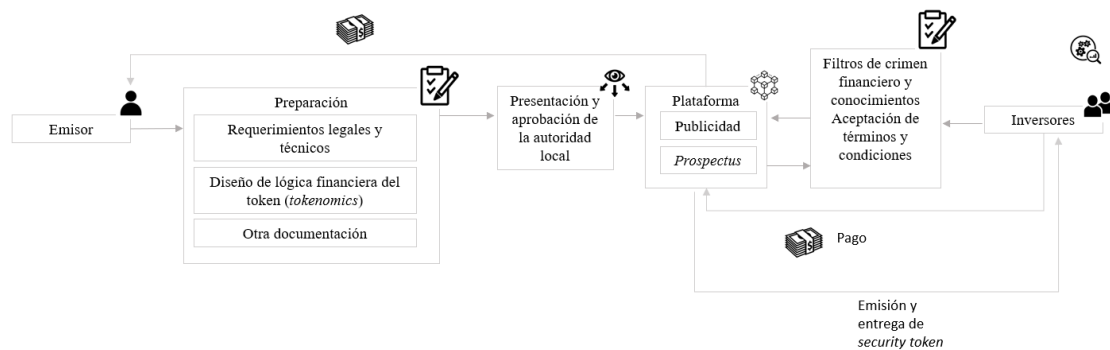 Emisor
Preparación
Requerimientos legales y
técnicos
Diseño de lógica financiera del
token (tokenomics)
Otra documentación
Presentación y
aprobación de
la autoridad
local
Plataforma
Publicidad
Prospectus
Filtros de crimen
financiero y
conocimientos
Aceptación de
términos y
condiciones
Inversores
Pago
Emisión y
entrega de
security token